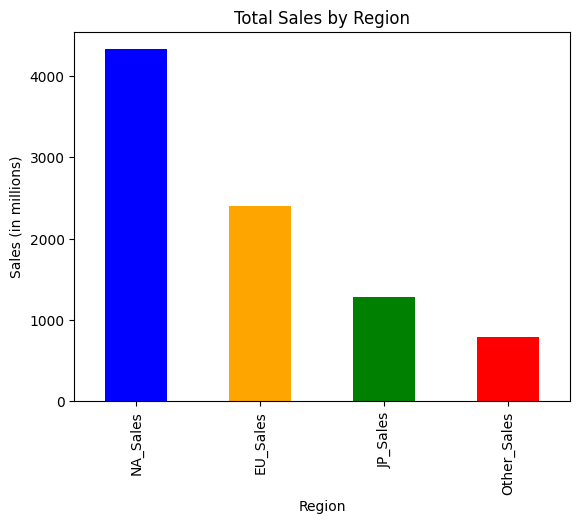 Total Sales by Region
Sales (in millions)
4000
3000
2000
1000
0
NA_Sales
EU_Sales
JP_Sales
Other_Sales
Region